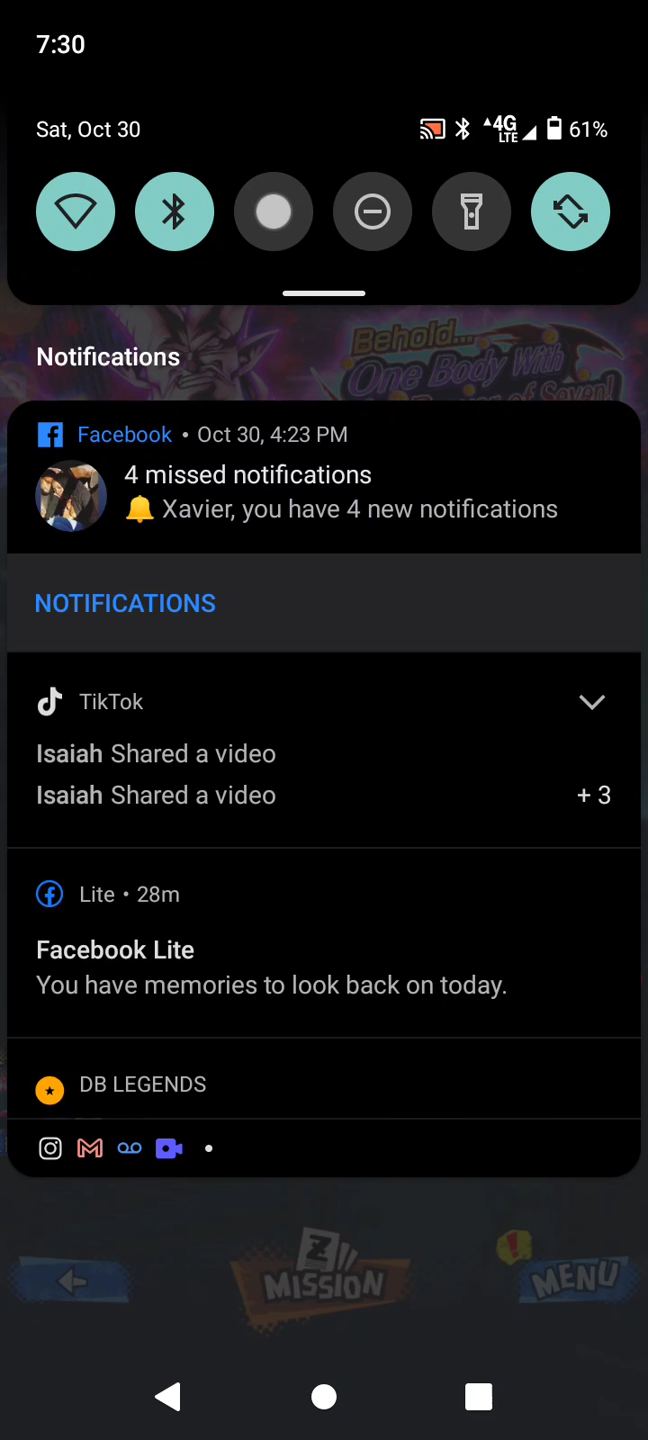 7:30
Sat, Oct 30
4G
LTE
61%
Behold...
One Body With
of Seven!
Notifications
Facebook • Oct 30, 4:23 PM
4 missed notifications
🔔 Xavier, you have 4 new notifications
NOTIFICATIONS
TikTok
Isaiah Shared a video
Isaiah Shared a video
+ 3
Lite • 28m
Facebook Lite
You have memories to look back on today.
DB LEGENDS
Z
MISSION
MENU